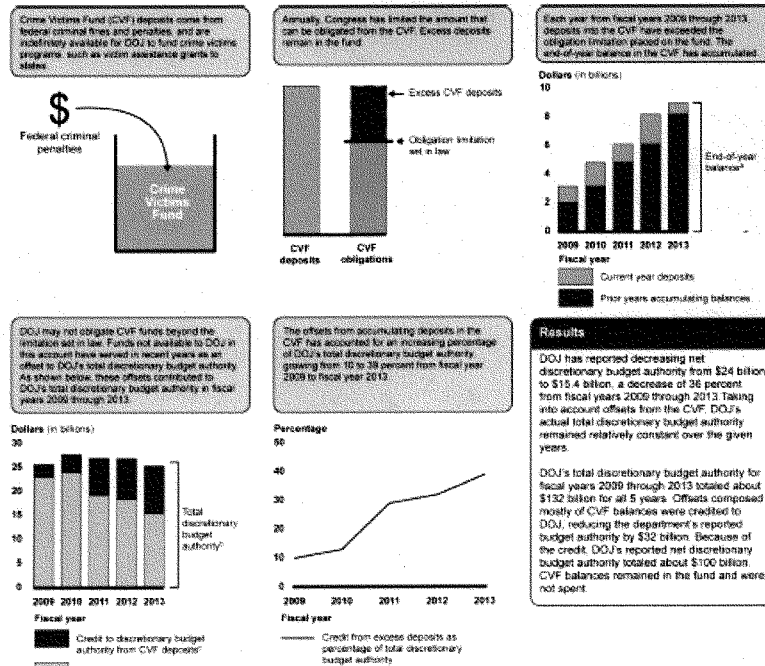 Crime Victims Fund (CVF) deposits come from
federal criminal fines and penalties, and are
indefinitely available for DOJ to fund crime victims
programs, such as victim assistance grants to
states.
$
Federal criminal
penalties
Crime
Victims
Fund
Annually, Congress has limited the amount that
can be obligated from the CVF. Excess deposits
remain in the fund.
Excess CVF deposits
Obligation limitation
set in law
CVF
deposits
CVF
obligations
Each year from fiscal years 2009 through 2013,
deposits into the CVF have exceeded the
obligation limitation placed on the fund. The
end-of-year balance in the CVF has accumulated.
Dollars (in billions)
10
8
6
4
2
0
2009 2010 2011 2012 2013
Fiscal year
End-of-year
balanceª
Current year deposits
Prior years accumulating balances
DOJ may not obligate CVF funds beyond the
limitation set in law. Funds not available to DOJ in
this account have served in recent years as an
offset to DOJ's total discretionary budget authority.
As shown below, these offsets contributed to
DOJ's total discretionary budget authority in fiscal
years 2009 through 2013.
Dollars (in billions)
30
25
20
15
10
5
0
2009 2010 2011 2012 2013
Fiscal year
Total
discretionary
budget
authorityᵇ
Credit to discretionary budget
authority from CVF depositsᶜ
The offsets from accumulating deposits in the
CVF has accounted for an increasing percentage
of DOJ's total discretionary budget authority
growing from 10 to 39 percent from fiscal year
2009 to fiscal year 2013.
Percentage
50
40
30
20
10
0
2009 2010 2011 2012 2013
Fiscal year
Credit from excess deposits as
percentage of total discretionary
budget authority
Results
DOJ has reported decreasing net
discretionary budget authority from $24 billion
to $15.4 billion, a decrease of 36 percent
from fiscal years 2009 through 2013. Taking
into account offsets from the CVF, DOJ's
actual total discretionary budget authority
remained relatively constant over the given
years.
DOJ's total discretionary budget authority for
fiscal years 2009 through 2013 totaled about
$132 billion for all 5 years. Offsets composed
mostly of CVF balances were credited to
DOJ, reducing the department's reported
budget authority by $32 billion. Because of
the credit, DOJ's reported net discretionary
budget authority totaled about $100 billion.
CVF balances remained in the fund and were
not spent.